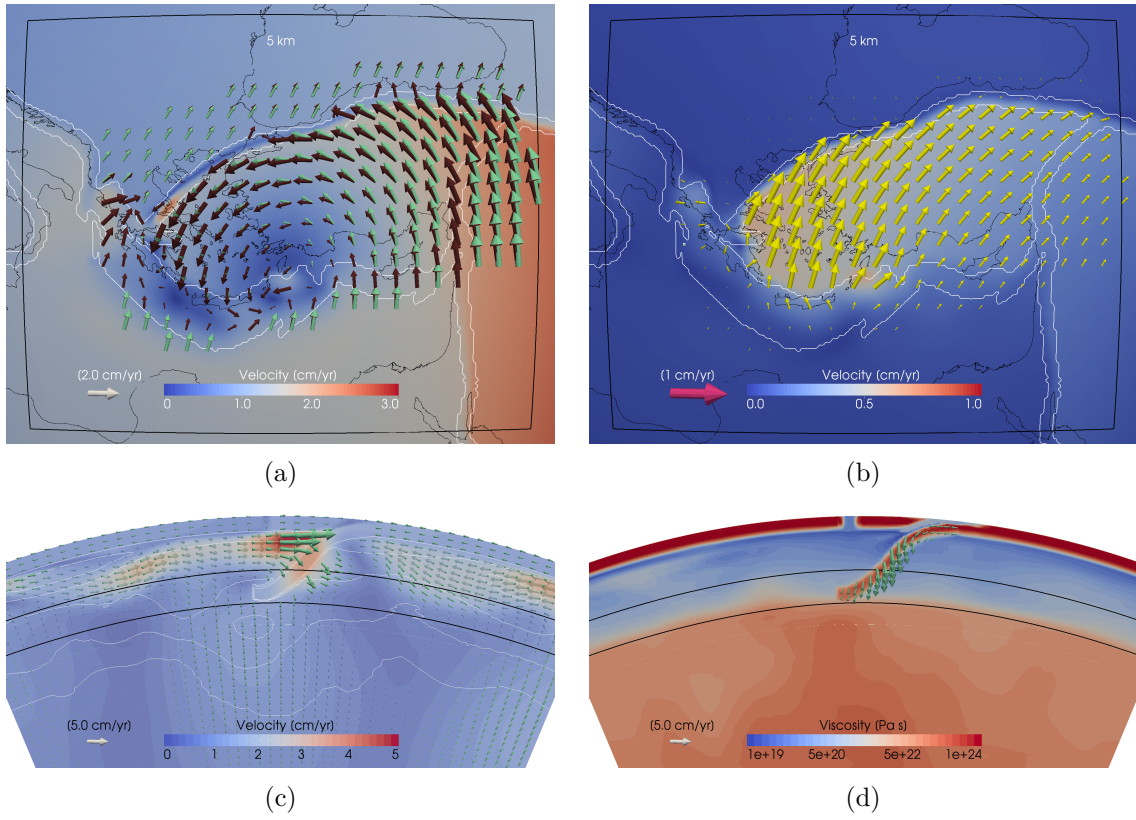 5 km
(2.0 cm/yr)
Velocity (cm/yr)
0 1.0 2.0 3.0
(a)
5 km
(1 cm/yr)
Velocity (cm/yr)
0.0 0.5 1.0
(b)
(5.0 cm/yr)
Velocity (cm/yr)
0 1 2 3 4 5
(c)
(5.0 cm/yr)
Viscosity (Pa s)
1e+19 5e+20 5e+22 1e+24
(d)